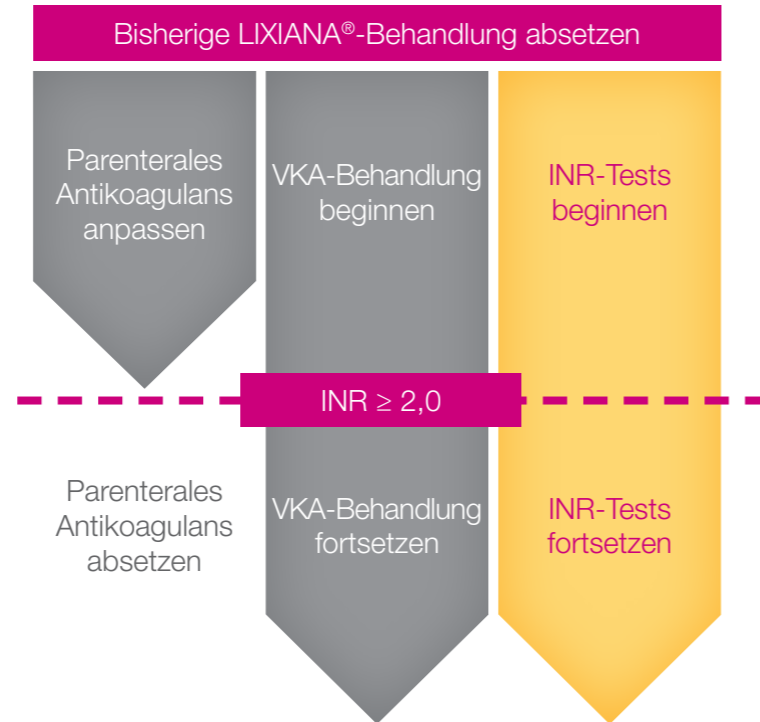 Bisherige LIXIANA®-Behandlung absetzen
Parenterales
Antikoagulans
anpassen
VKA-Behandlung
beginnen
INR-Tests
beginnen
INR ≥ 2,0
Parenterales
Antikoagulans
absetzen
VKA-Behandlung
fortsetzen
INR-Tests
fortsetzen